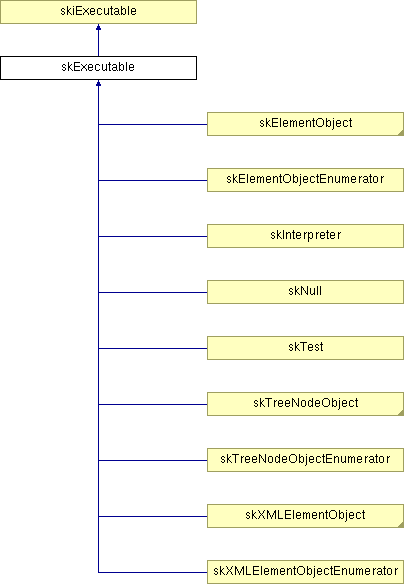 skiExecutable
skExecutable
skElementObject
skElementObjectEnumerator
skInterpreter
skNull
skTest
skTreeNodeObject
skTreeNodeObjectEnumerator
skXMLElementObject
skXMLElementObjectEnumerator